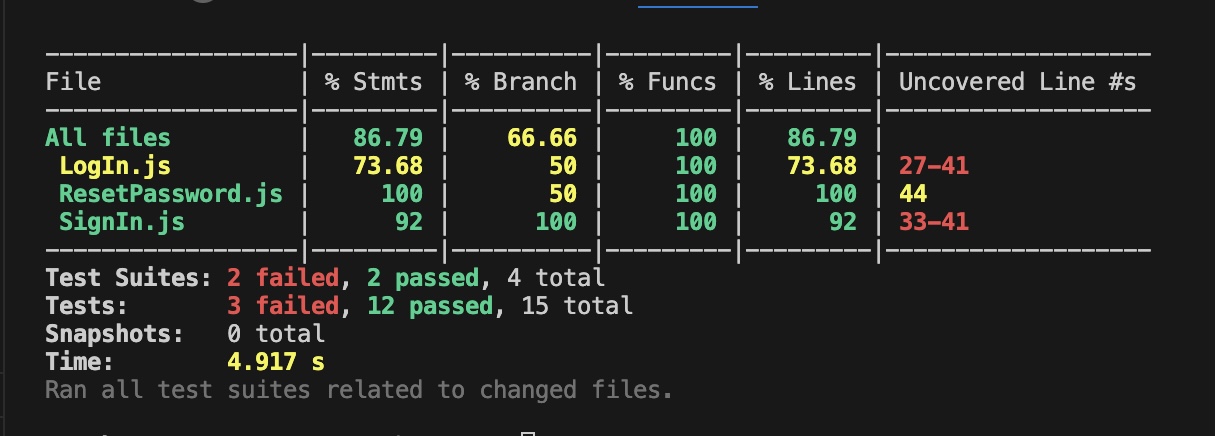 File | % Stmts | % Branch | % Funcs | % Lines | Uncovered Line #s
All files | 86.79 | 66.66 | 100 | 86.79 |
LogIn.js | 73.68 | 50 | 100 | 73.68 | 27-41
ResetPassword.js | 100 | 50 | 100 | 100 | 44
SignIn.js | 92 | 100 | 100 | 92 | 33-41
Test Suites: 2 failed, 2 passed, 4 total
Tests: 3 failed, 12 passed, 15 total
Snapshots: 0 total
Time: 4.917 s
Ran all test suites related to changed files.